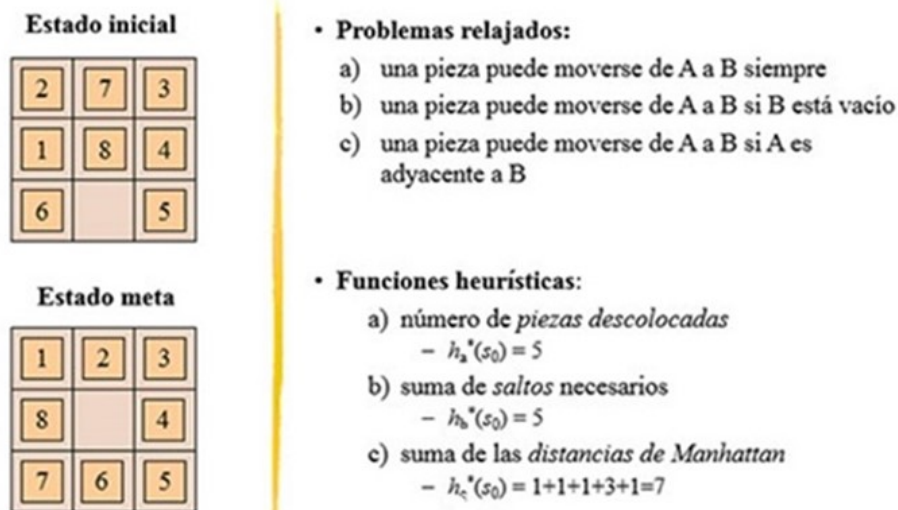 Estado inicial
2 7 3
1 8 4
6 5
Estado meta
1 2 3
8 4
7 6 5
• Problemas relajados:
a) una pieza puede moverse de A a B siempre
b) una pieza puede moverse de A a B si B está vacío
c) una pieza puede moverse de A a B si A es
adyacente a B
• Funciones heurísticas:
a) número de piezas descolocadas
– hₐ*(s₀) = 5
b) suma de saltos necesarios
– h_b*(s₀) = 5
c) suma de las distancias de Manhattan
– h_c*(s₀) = 1+1+1+3+1=7